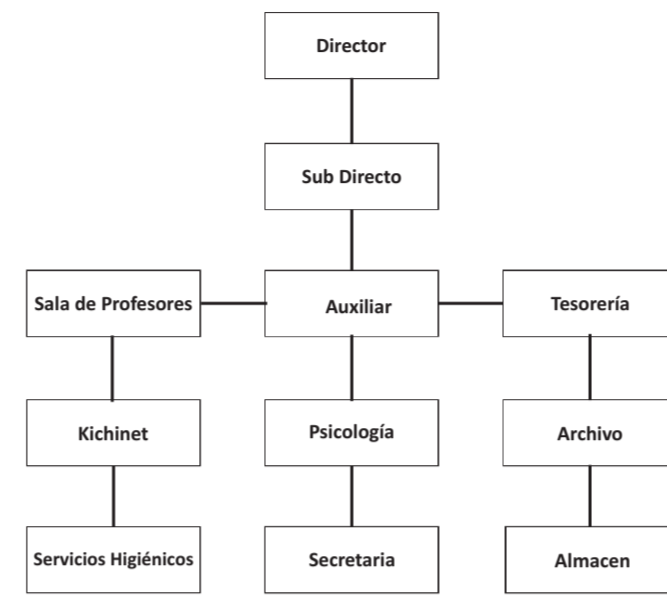 Director
Sub Directo
Sala de Profesores
Auxiliar
Tesorería
Kichinet
Psicología
Archivo
Servicios Higiénicos
Secretaria
Almacen